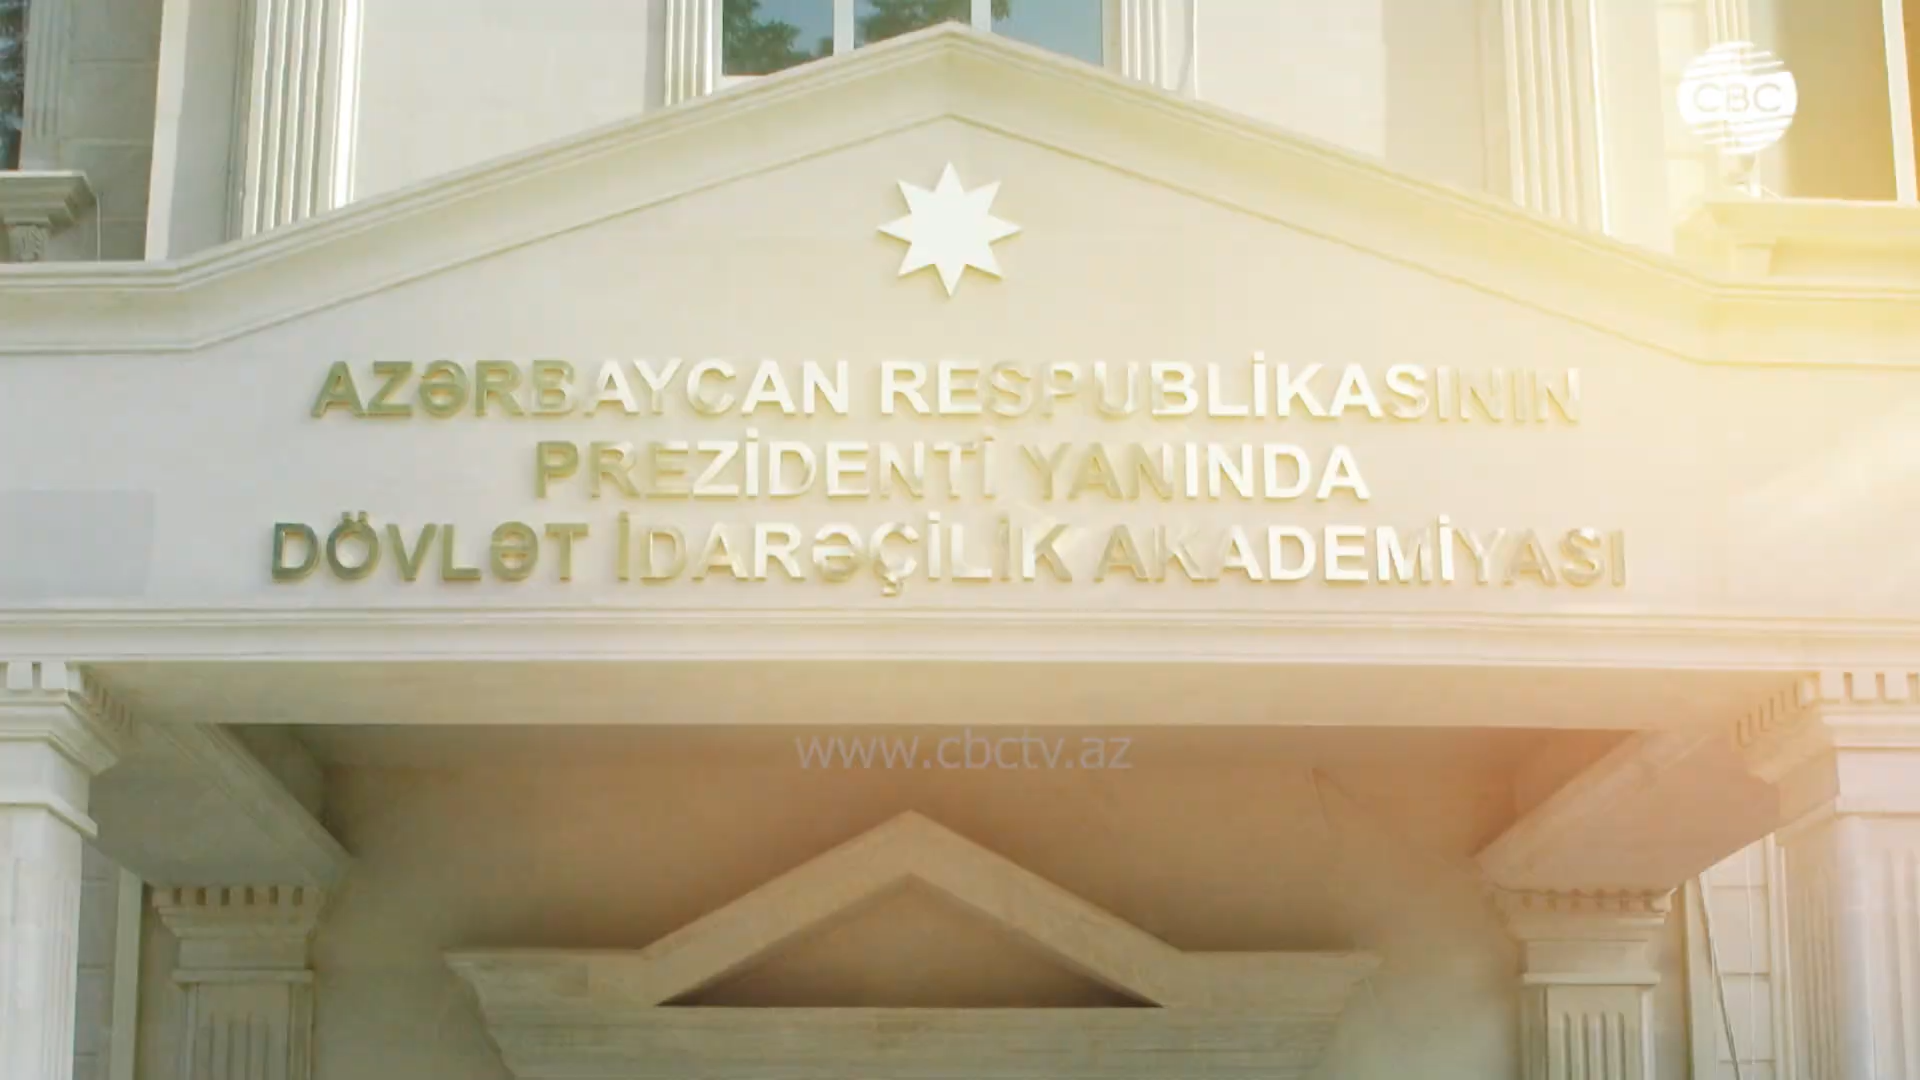 CBC
AZƏRBAYCAN RESPUBLİKASININ
PREZİDENTİ YANINDA
DÖVLƏT İDARƏÇİLİK AKADEMİYASI
www.cbctv.az